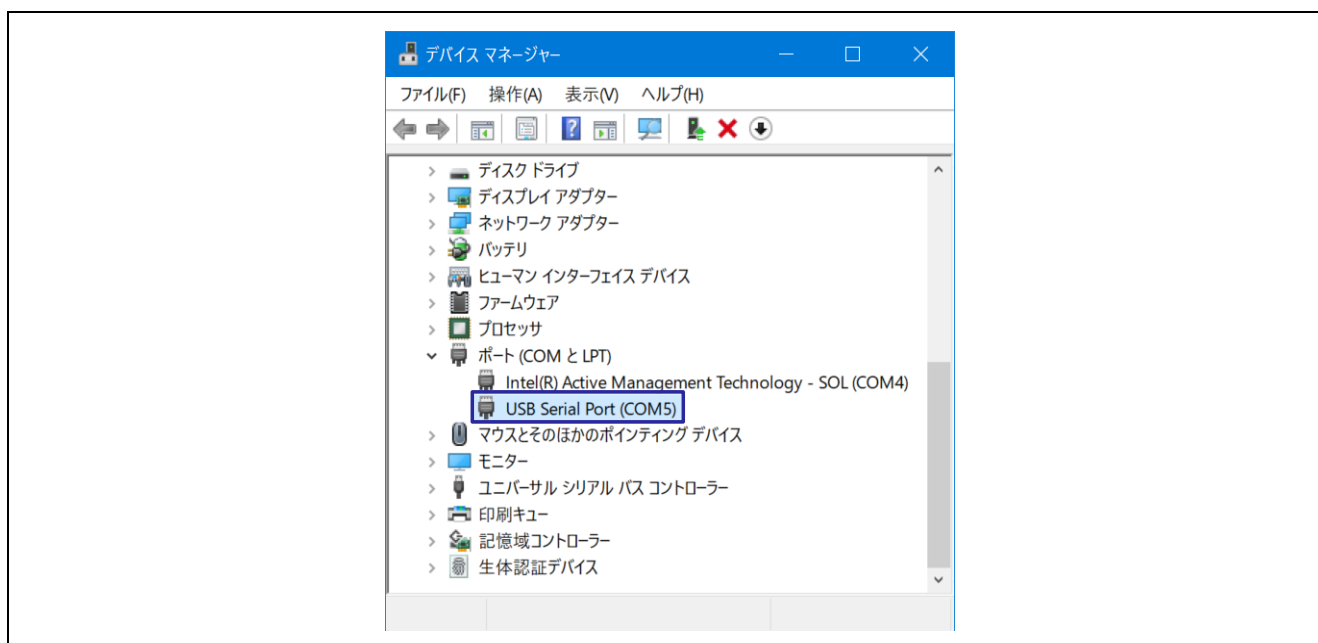 デバイス マネージャー
ファイル(F) 操作(A) 表示(V) ヘルプ(H)
ディスク ドライブ
ディスプレイ アダプター
ネットワーク アダプター
バッテリ
ヒューマン インターフェイス デバイス
ファームウェア
プロセッサ
ポート (COM と LPT)
Intel(R) Active Management Technology - SOL (COM4)
USB Serial Port (COM5)
マウスとそのほかのポインティング デバイス
モニター
ユニバーサル シリアル バス コントローラー
印刷キュー
記憶域コントローラー
生体認証デバイス